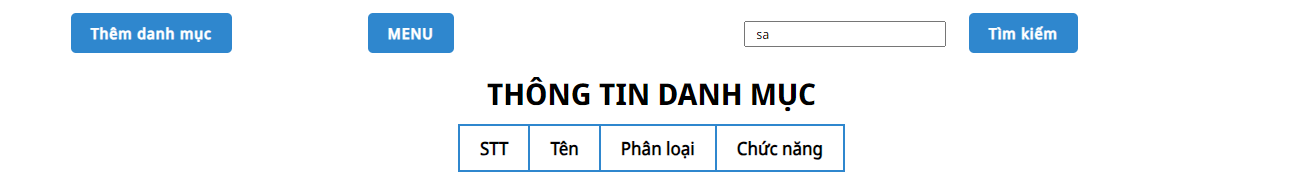 Thêm danh mục MENU sa Tìm kiếm
THÔNG TIN DANH MỤC
STT Tên Phân loại Chức năng